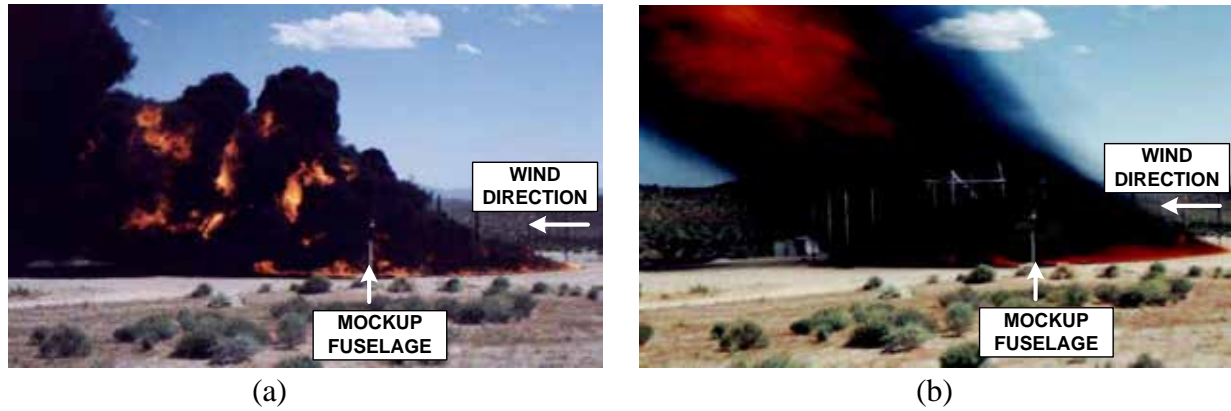 WIND
DIRECTION
MOCKUP
FUSELAGE
(a)
WIND
DIRECTION
MOCKUP
FUSELAGE
(b)